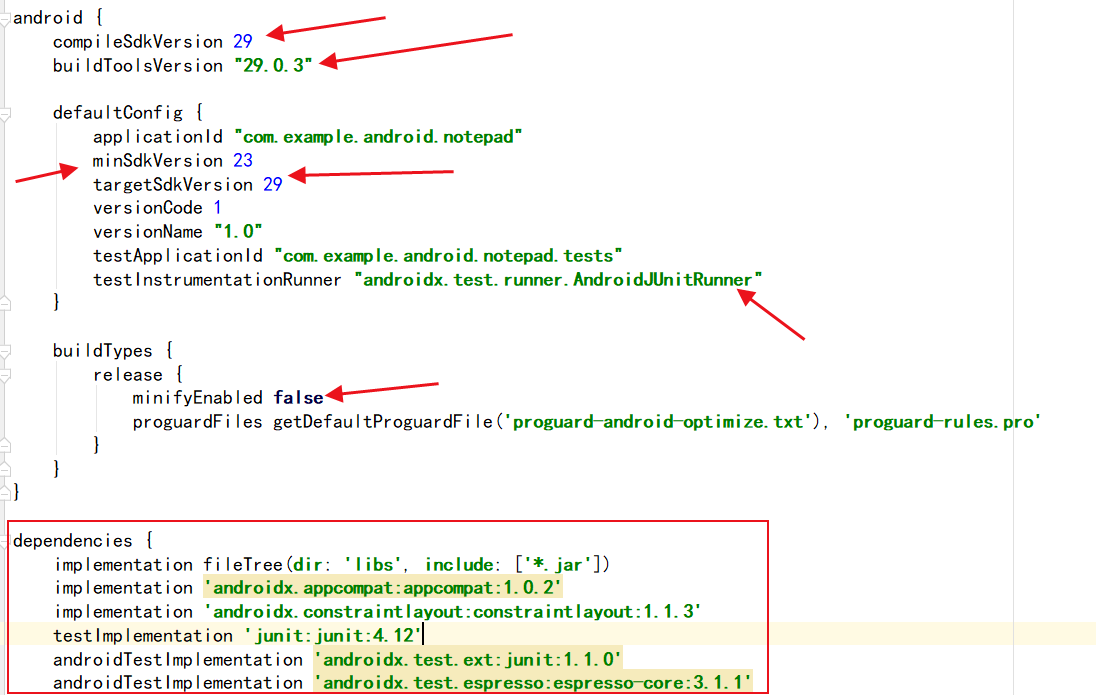 android {
    compileSdkVersion 29
    buildToolsVersion "29.0.3"
    defaultConfig {
        applicationId "com.example.android.notepad"
        minSdkVersion 23
        targetSdkVersion 29
        versionCode 1
        versionName "1.0"
        testApplicationId "com.example.android.notepad.tests"
        testInstrumentationRunner "androidx.test.runner.AndroidJUnitRunner"
    }
    buildTypes {
        release {
            minifyEnabled false
            proguardFiles getDefaultProguardFile('proguard-android-optimize.txt'), 'proguard-rules.pro'
        }
    }
}
dependencies {
    implementation fileTree(dir: 'libs', include: ['*.jar'])
    implementation 'androidx.appcompat:appcompat:1.0.2'
    implementation 'androidx.constraintlayout:constraintlayout:1.1.3'
    testImplementation 'junit:junit:4.12'
    androidTestImplementation 'androidx.test.ext:junit:1.1.0'
    androidTestImplementation 'androidx.test.espresso:espresso-core:3.1.1'